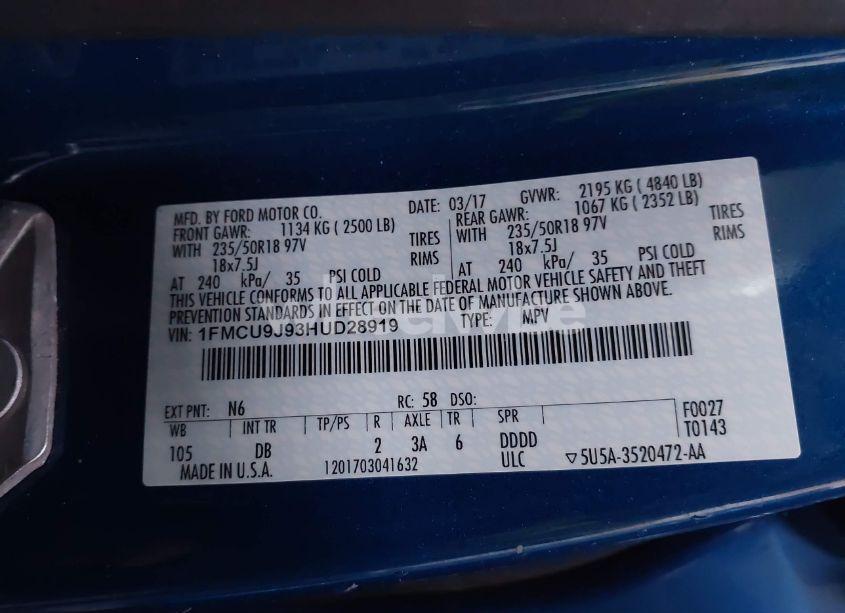 MFD. BY FORD MOTOR CO. DATE: 03/17 GVWR: 2195 KG ( 4840 LB)
FRONT GAWR: 1134 KG ( 2500 LB) REAR GAWR: 1067 KG ( 2352 LB)
WITH 235/50R18 97V TIRES WITH 235/50R18 97V TIRES
18x7.5J RIMS 18x7.5J RIMS
AT 240 kPa/ 35 PSI COLD AT 240 kPa/ 35 PSI COLD
THIS VEHICLE CONFORMS TO ALL APPLICABLE FEDERAL MOTOR VEHICLE SAFETY AND THEFT
PREVENTION STANDARDS IN EFFECT ON THE DATE OF MANUFACTURE SHOWN ABOVE.
VIN: 1FMCU9J93HUD28919 TYPE: MPV
EXT PNT: N6 RC: 58 DSO:
WB INT TR TP/PS R AXLE TR SPR F0027
105 DB 2 3A 6 DDDD T0143
MADE IN U.S.A. 1201703041632 ULC ▽5U5A-3520472-AA